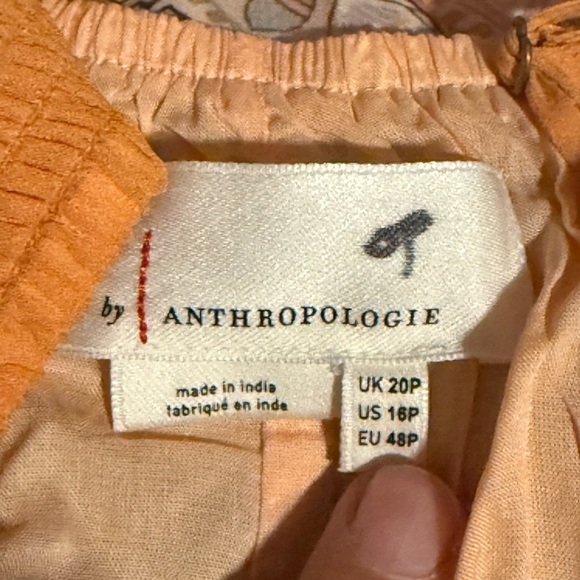 by ANTHROPOLOGIE
made in india
fabriqué en inde
UK 20P
US 16P
EU 48P